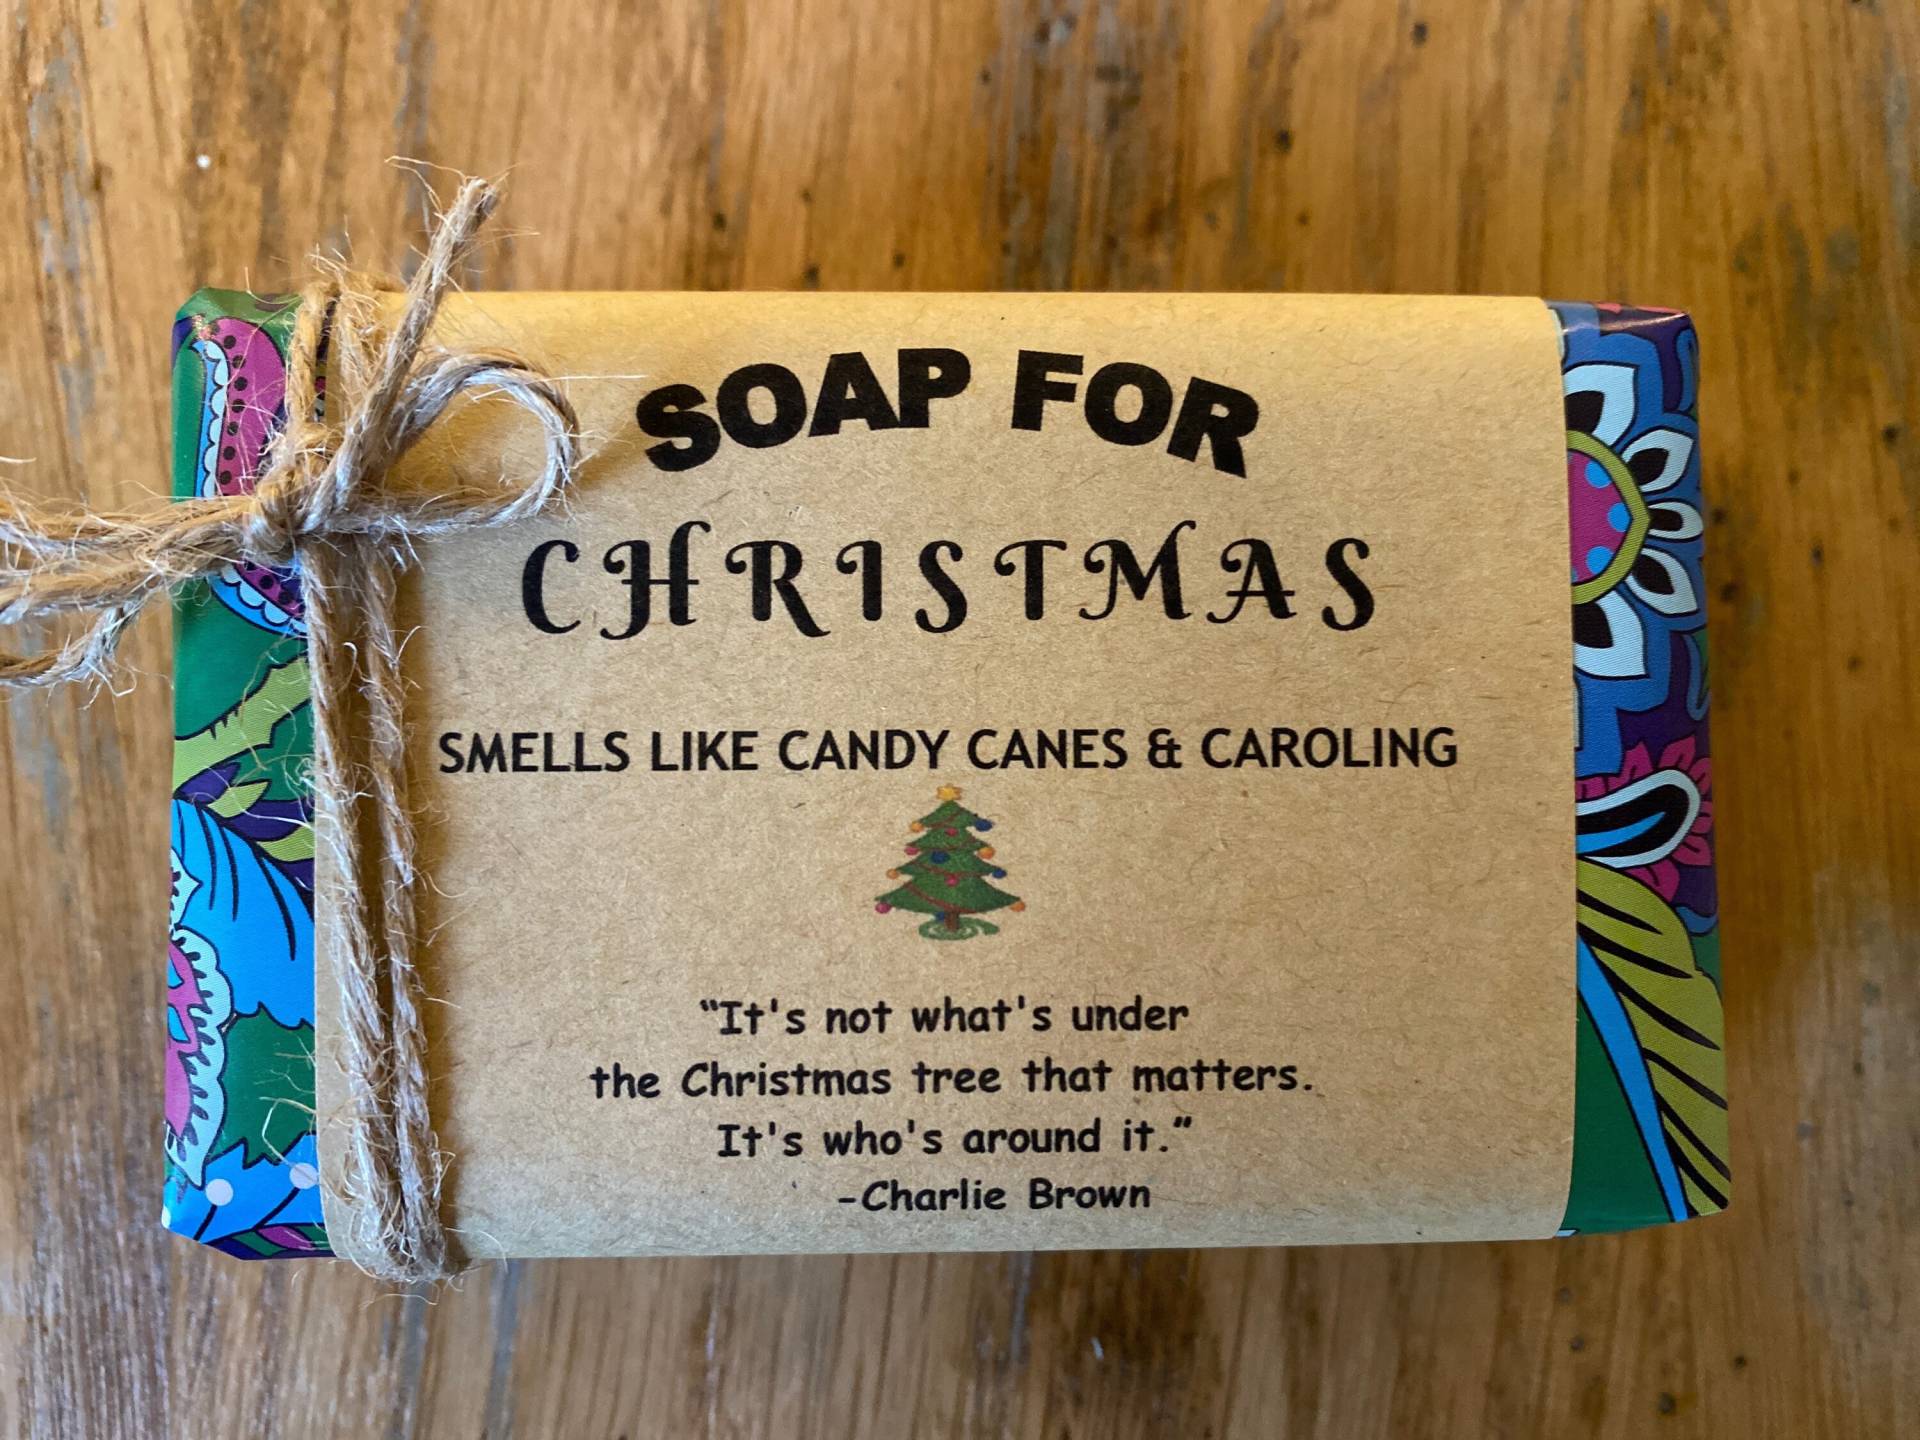 SOAP FOR
CHRISTMAS
SMELLS LIKE CANDY CANES & CAROLING
“It's not what's under
the Christmas tree that matters.
It's who's around it.”
-Charlie Brown